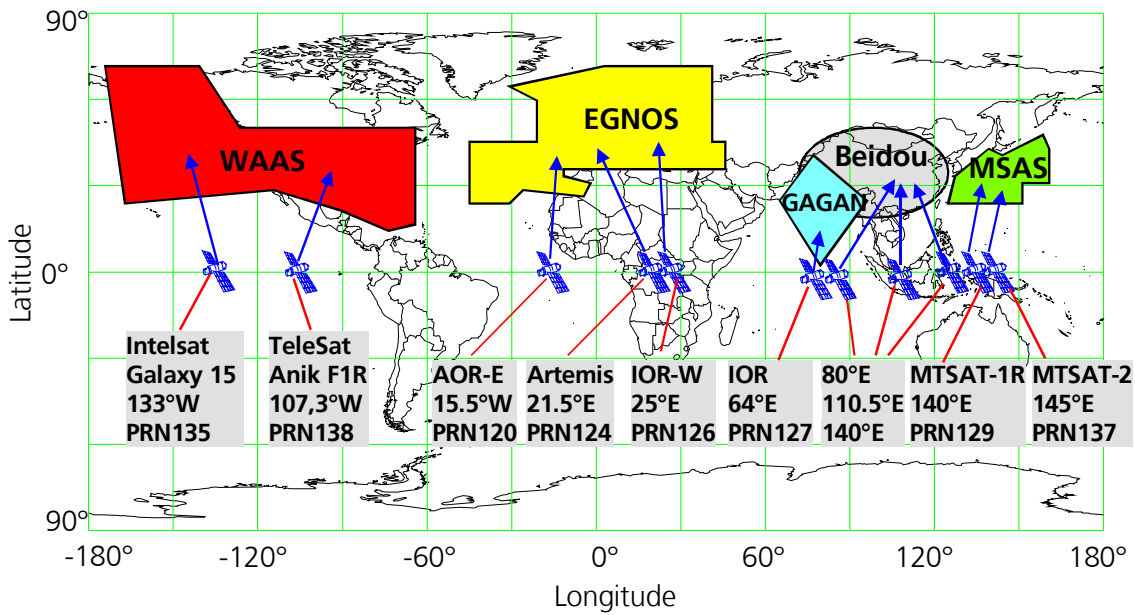 90°
WAAS
EGNOS
Beidou
MSAS
GAGAN
Latitude
0°
Intelsat
Galaxy 15
133°W
PRN135
TeleSat
Anik F1R
107,3°W
PRN138
AOR-E
15.5°W
PRN120
Artemis
21.5°E
PRN124
IOR-W
25°E
PRN126
IOR
64°E
PRN127
80°E
110.5°E
140°E
MTSAT-1R
140°E
PRN129
MTSAT-2
145°E
PRN137
90°
-180° -120° -60° 0° 60° 120° 180°
Longitude